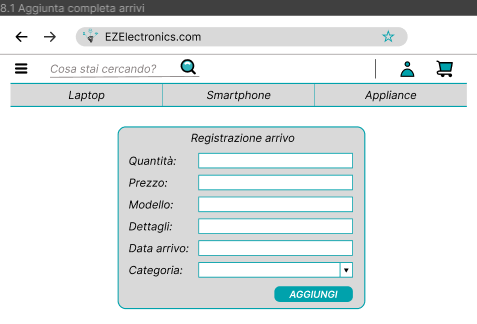 8.1 Aggiunta completa arrivi
EZElectronics.com
Cosa stai cercando?
Laptop Smartphone Appliance
Registrazione arrivo
Quantità:
Prezzo:
Modello:
Dettagli:
Data arrivo:
Categoria:
AGGIUNGI